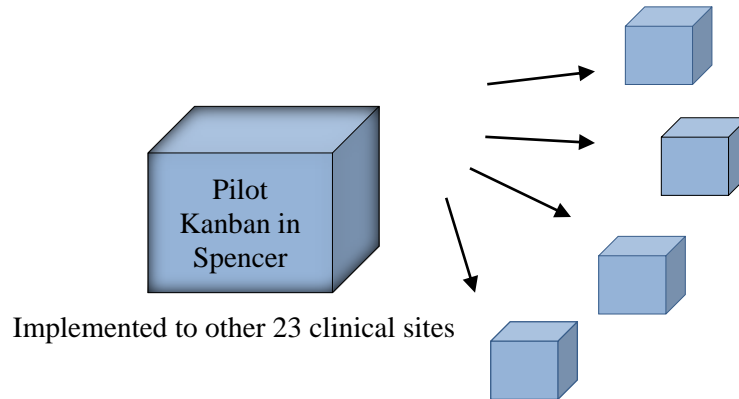 Pilot
Kanban in
Spencer
Implemented to other 23 clinical sites